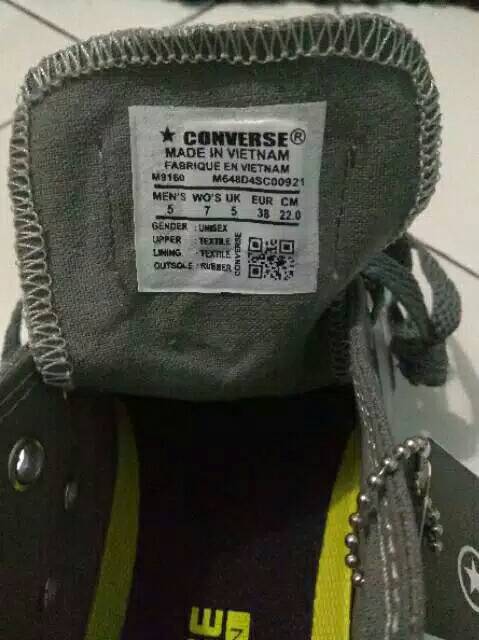 ★ CONVERSE®
MADE IN VIETNAM
FABRIQUE EN VIETNAM
M9160 M648D4SC00921
MEN'S WO'S UK EUR CM
5 7 5 38 22.0
GENDER : UNISEX
UPPER : TEXTILE
LINING : TEXTILE
OUTSOLE : RUBBER
CONVERSE